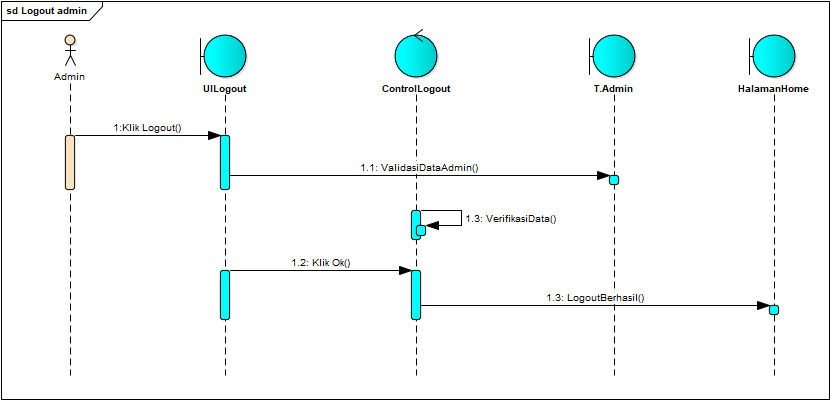 sd Logout admin
Admin
UILogout
ControlLogout
T.Admin
HalamanHome
1:Klik Logout()
1.1: ValidasiDataAdmin()
1.3: VerifikasiData()
1.2: Klik Ok()
1.3: LogoutBerhasil()